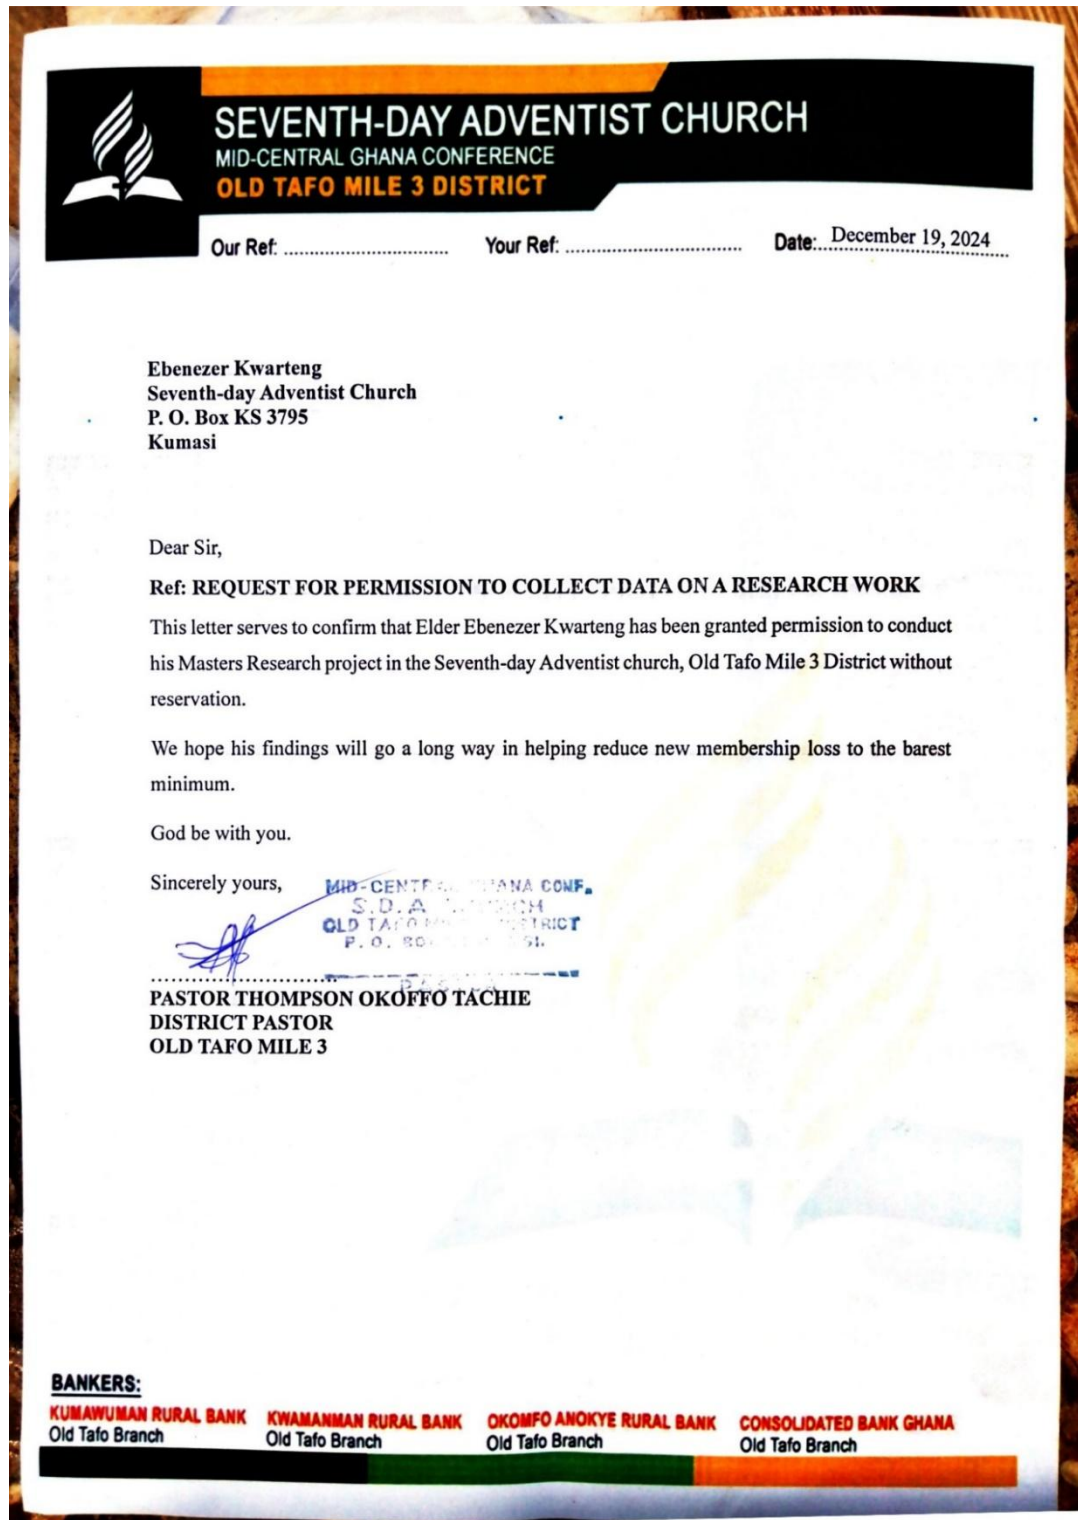 SEVENTH-DAY ADVENTIST CHURCH
MID-CENTRAL GHANA CONFERENCE
OLD TAFO MILE 3 DISTRICT
Our Ref: .................................. Your Ref: .................................. Date: December 19, 2024
Ebenezer Kwarteng
Seventh-day Adventist Church
P. O. Box KS 3795
Kumasi
Dear Sir,
Ref: REQUEST FOR PERMISSION TO COLLECT DATA ON A RESEARCH WORK
This letter serves to confirm that Elder Ebenezer Kwarteng has been granted permission to conduct
his Masters Research project in the Seventh-day Adventist church, Old Tafo Mile 3 District without
reservation.
We hope his findings will go a long way in helping reduce new membership loss to the barest
minimum.
God be with you.
Sincerely yours,
MID-CENTRAL GHANA CONF.
S.D.A
OLD TAFO DISTRICT
P. O.
PASTOR THOMPSON OKOFFO TACHIE
DISTRICT PASTOR
OLD TAFO MILE 3
BANKERS:
KUMAWUMAN RURAL BANK KWAMANMAN RURAL BANK OKOMFO ANOKYE RURAL BANK CONSOLIDATED BANK GHANA
Old Tafo Branch Old Tafo Branch Old Tafo Branch Old Tafo Branch